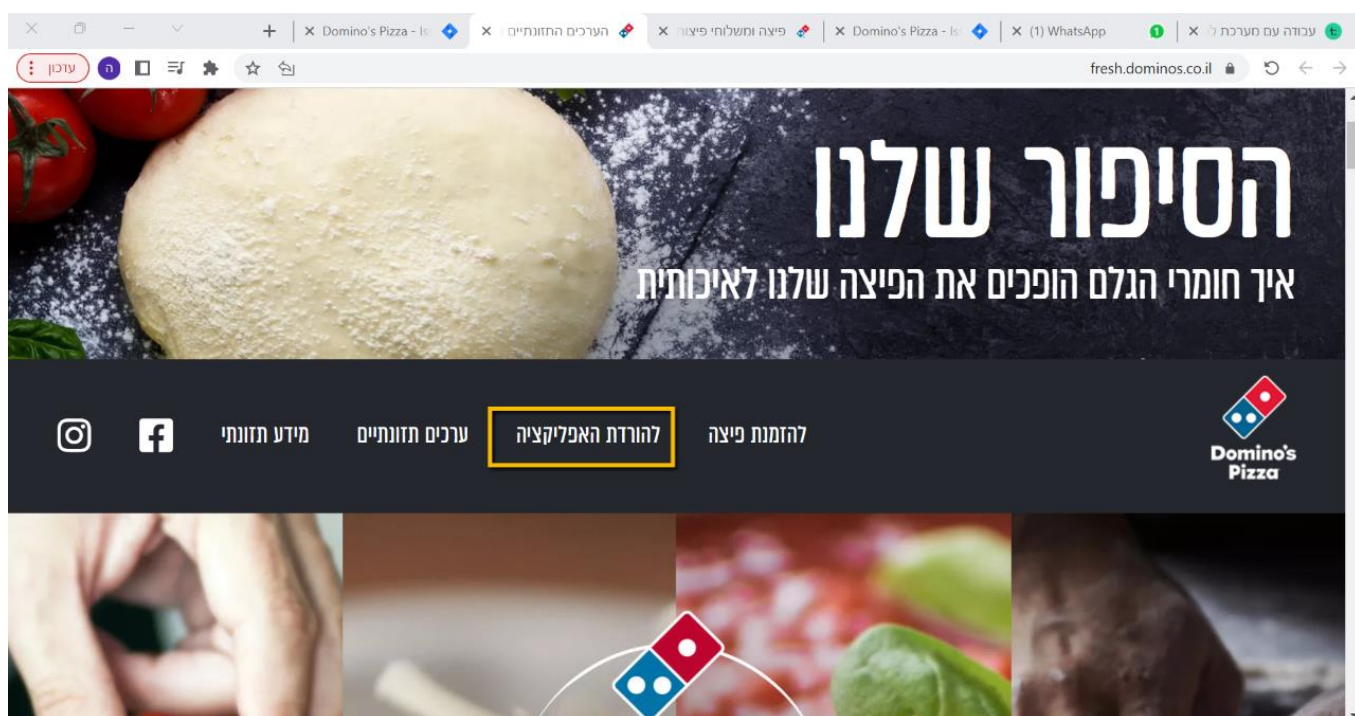 עבודה עם מערכת ל
(1) WhatsApp
Domino's Pizza - Is
פיצה ומשלוחי פיצות
הערכים התזונתיים
Domino's Pizza - Is
fresh.dominos.co.il
ה
עדכון
הסיפור שלנו
איך חומרי הגלם הופכים את הפיצה שלנו לאיכותית
Domino's
Pizza
להזמנת פיצה
להורדת האפליקציה
ערכים תזונתיים
מידע תזונתי